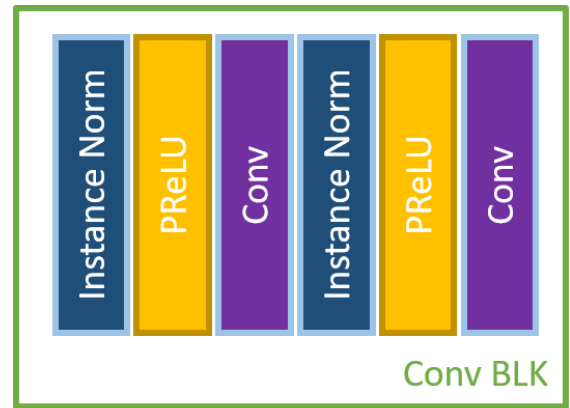 Instance Norm
PReLU
Conv
Instance Norm
PReLU
Conv
Conv BLK